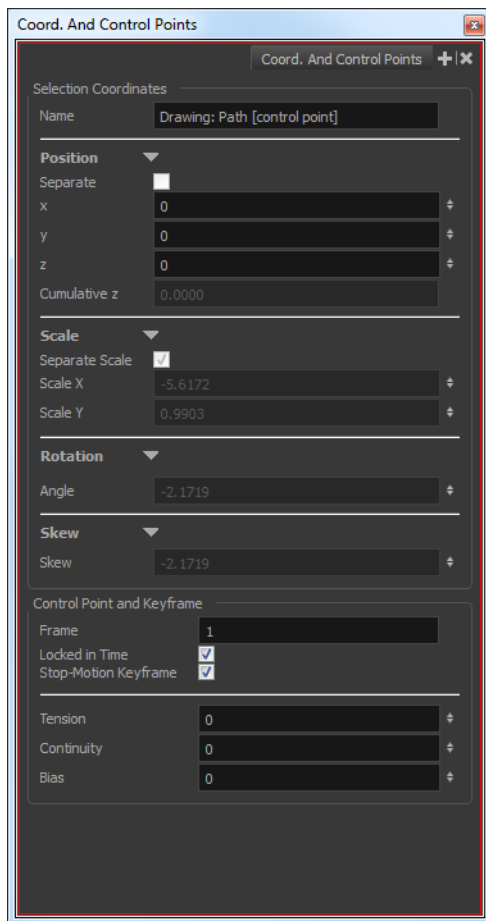 Coord. And Control Points
Coord. And Control Points
Selection Coordinates
Name Drawing: Path [control point]
Position
Separate
x 0
y 0
z 0
Cumulative z 0.0000
Scale
Separate Scale
Scale X -5.6172
Scale Y 0.9903
Rotation
Angle -2.1719
Skew
Skew -2.1719
Control Point and Keyframe
Frame 1
Locked in Time
Stop-Motion Keyframe
Tension 0
Continuity 0
Bias 0